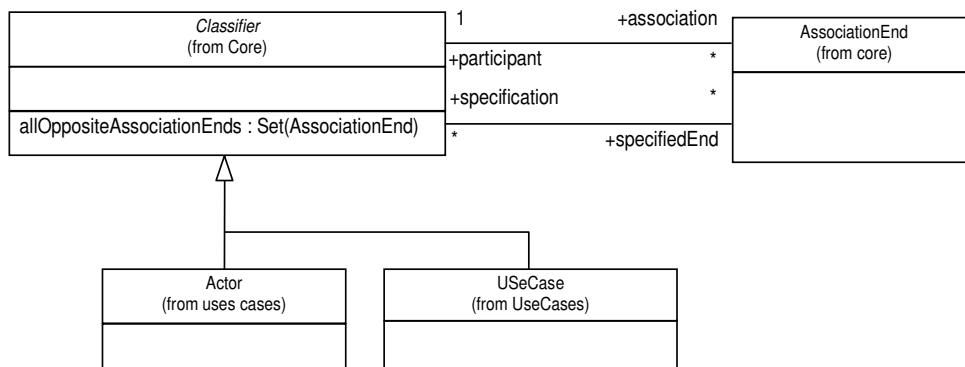 Classifier
(from Core)
allOppositeAssociationEnds : Set(AssociationEnd)
1
+association
+participant
*
+specification
*
*
+specifiedEnd
AssociationEnd
(from core)
Actor
(from uses cases)
USeCase
(from UseCases)